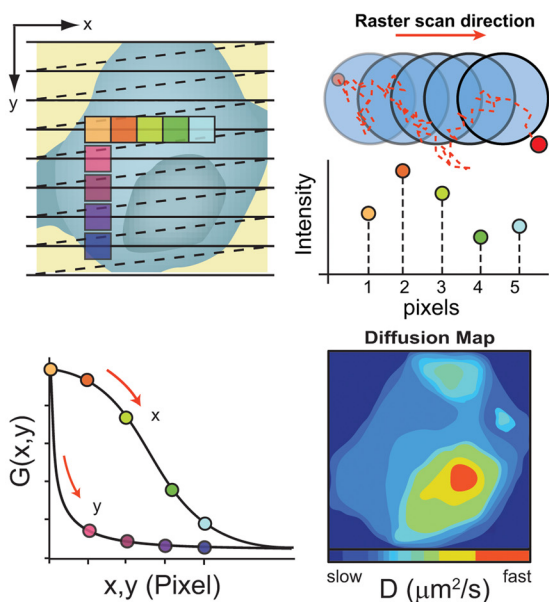 x
y
Raster scan direction
Intensity
1 2 3 4 5
pixels
G(x,y)
x
y
x,y (Pixel)
Diffusion Map
slow fast
D (μm²/s)